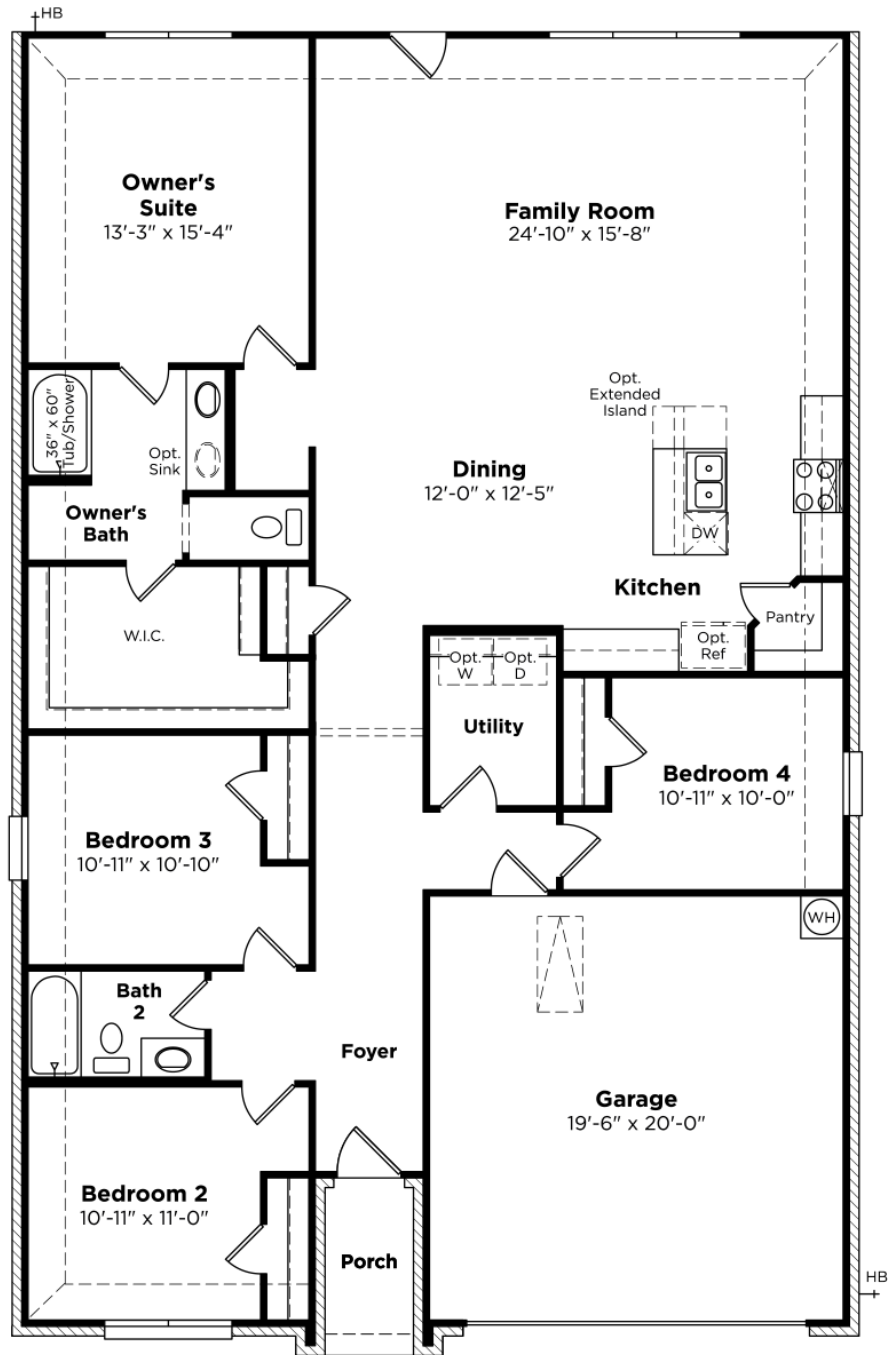 HB
Owner's
Suite
13'-3" x 15'-4"
Family Room
24'-10" x 15'-8"
36" x 60"
Tub/Shower
Opt.
Sink
Opt.
Extended
Island
Dining
12'-0" x 12'-5"
Owner's
Bath
DW
Kitchen
Pantry
W.I.C.
Opt.
W
Opt.
D
Opt.
Ref
Utility
Bedroom 4
10'-11" x 10'-0"
Bedroom 3
10'-11" x 10'-10"
WH
Bath
2
Foyer
Garage
19'-6" x 20'-0"
Bedroom 2
10'-11" x 11'-0"
Porch
HB